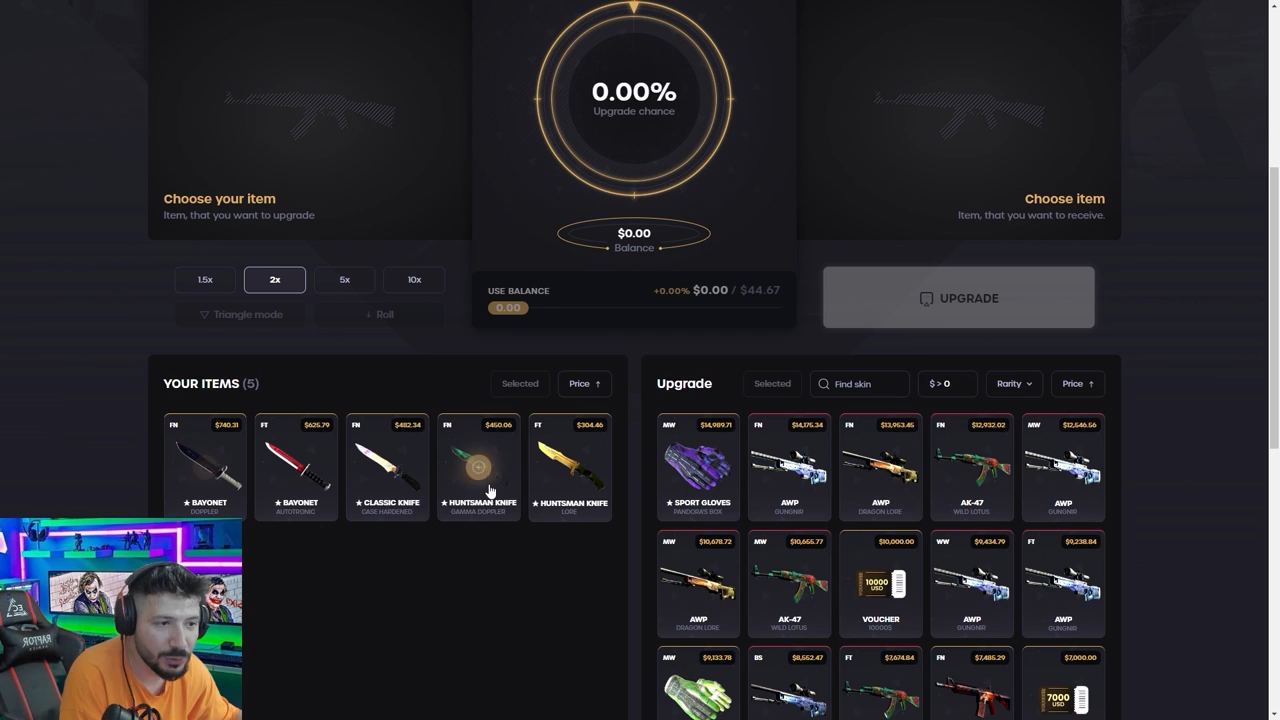 0.00%
Upgrade chance
Choose your item
Item, that you want to upgrade
Choose item
Item, that you want to receive.
$0.00
Balance
1.5x
2x
5x
10x
USE BALANCE
+0.00% $0.00 / $44.67
0.00
UPGRADE
Triangle mode
Roll
YOUR ITEMS (5)
Selected
Price ↑
Upgrade
Selected
Find skin
$ > 0
Rarity
Price ↑
FN $740.31
★ BAYONET
DOPPLER
FT $625.79
★ BAYONET
AUTOTRONIC
FN $482.34
★ CLASSIC KNIFE
CASE HARDENED
FN $450.06
★ HUNTSMAN KNIFE
GAMMA DOPPLER
FT $304.46
★ HUNTSMAN KNIFE
LORE
MW $14,989.71
★ SPORT GLOVES
PANDORA'S BOX
FN $14,175.34
AWP
GUNGNIR
FN $13,953.45
AWP
DRAGON LORE
FN $12,932.02
AK-47
WILD LOTUS
MW $12,546.56
AWP
GUNGNIR
MW $10,678.72
AWP
DRAGON LORE
MW $10,655.77
AK-47
WILD LOTUS
$10,000.00
10000
USD
VOUCHER
10000$
WW $9,434.79
AWP
GUNGNIR
FT $9,238.84
AWP
GUNGNIR
MW $9,133.78
BS $8,552.47
FT $7,674.84
FN $7,485.29
$7,000.00
7000
USD
RAPTOR